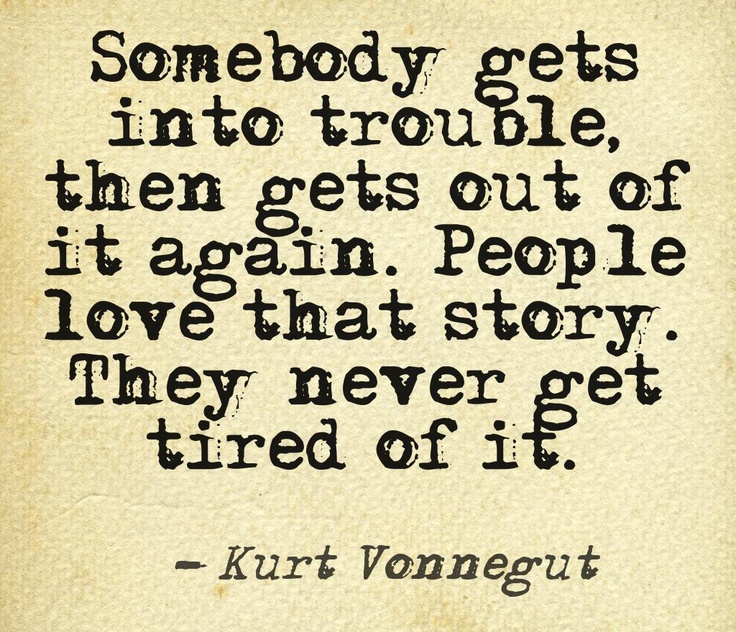 Somebody gets
into trouble,
then gets out of
it again. People
love that story.
They never get
tired of it.
- Kurt Vonnegut